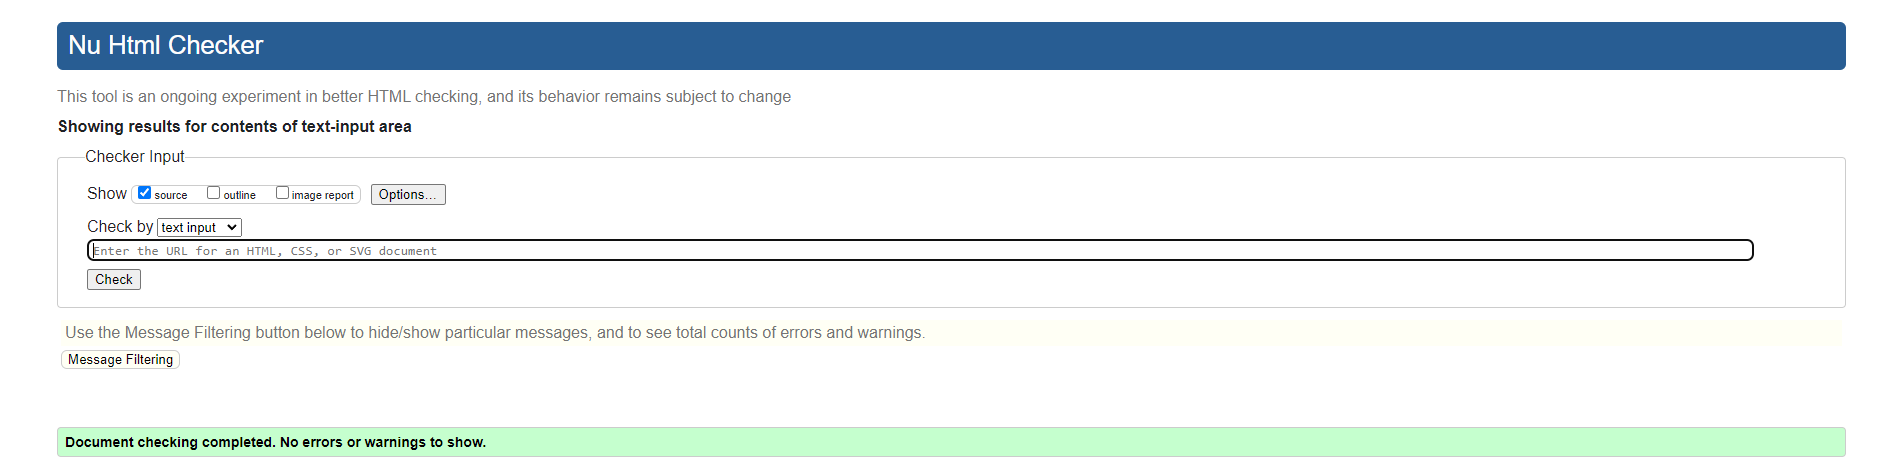 Nu Html Checker
This tool is an ongoing experiment in better HTML checking, and its behavior remains subject to change
Showing results for contents of text-input area
Checker Input
Show source outline image report Options...
Check by text input
Enter the URL for an HTML, CSS, or SVG document
Check
Use the Message Filtering button below to hide/show particular messages, and to see total counts of errors and warnings.
Message Filtering
Document checking completed. No errors or warnings to show.